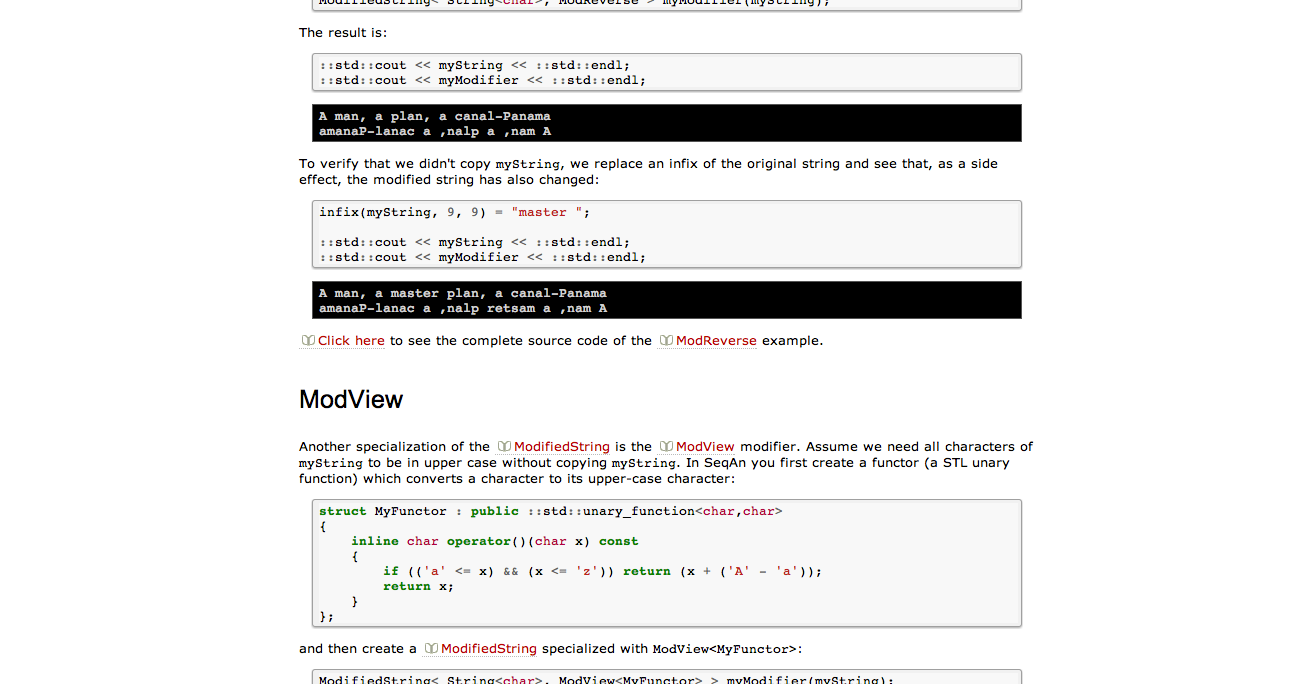 ModifiedString< String<char>, ModReverse > myModifier(myString);
The result is:
::std::cout << myString << ::std::endl;
::std::cout << myModifier << ::std::endl;
A man, a plan, a canal-Panama
amanaP-lanac a ,nalp a ,nam A
To verify that we didn't copy myString, we replace an infix of the original string and see that, as a side
effect, the modified string has also changed:
infix(myString, 9, 9) = "master ";
::std::cout << myString << ::std::endl;
::std::cout << myModifier << ::std::endl;
A man, a master plan, a canal-Panama
amanaP-lanac a ,nalp retsam a ,nam A
Click here to see the complete source code of the ModReverse example.
ModView
Another specialization of the ModifiedString is the ModView modifier. Assume we need all characters of
myString to be in upper case without copying myString. In SeqAn you first create a functor (a STL unary
function) which converts a character to its upper-case character:
struct MyFunctor : public ::std::unary_function<char,char>
{
    inline char operator()(char x) const
    {
        if (('a' <= x) && (x <= 'z')) return (x + ('A' - 'a'));
        return x;
    }
};
and then create a ModifiedString specialized with ModView<MyFunctor>:
ModifiedString< String<char>, ModView<MyFunctor> > myModifier(myString);